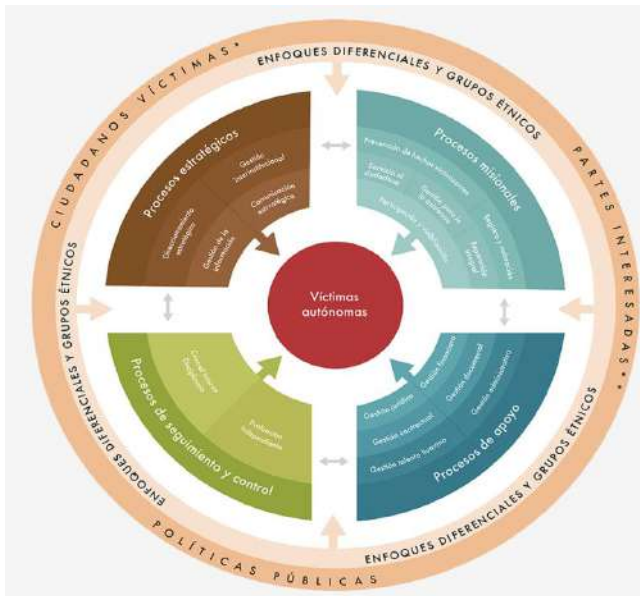 CIUDADANOS VÍCTIMAS*
ENFOQUES DIFERENCIALES Y GRUPOS ÉTNICOS
PARTES INTERESADAS**
ENFOQUES DIFERENCIALES Y GRUPOS ÉTNICOS
POLÍTICAS PÚBLICAS
ENFOQUES DIFERENCIALES Y GRUPOS ÉTNICOS
Procesos estratégicos
Gestión
interinstitucional
Direccionamiento
estratégico
Comunicación
estratégica
Gestión de la
información
Procesos misionales
Prevención de hechos victimizantes
Servicio al
ciudadano
Gestión para la
asistencia
Registro y valoración
Participación y visibilización
Reparación
integral
Víctimas
autónomas
Procesos de seguimiento y control
Control Interno
Disciplinario
Evaluación
independiente
Procesos de apoyo
Gestión financiera
Gestión documental
Gestión administrativa
Gestión jurídica
Gestión contractual
Gestión talento humano